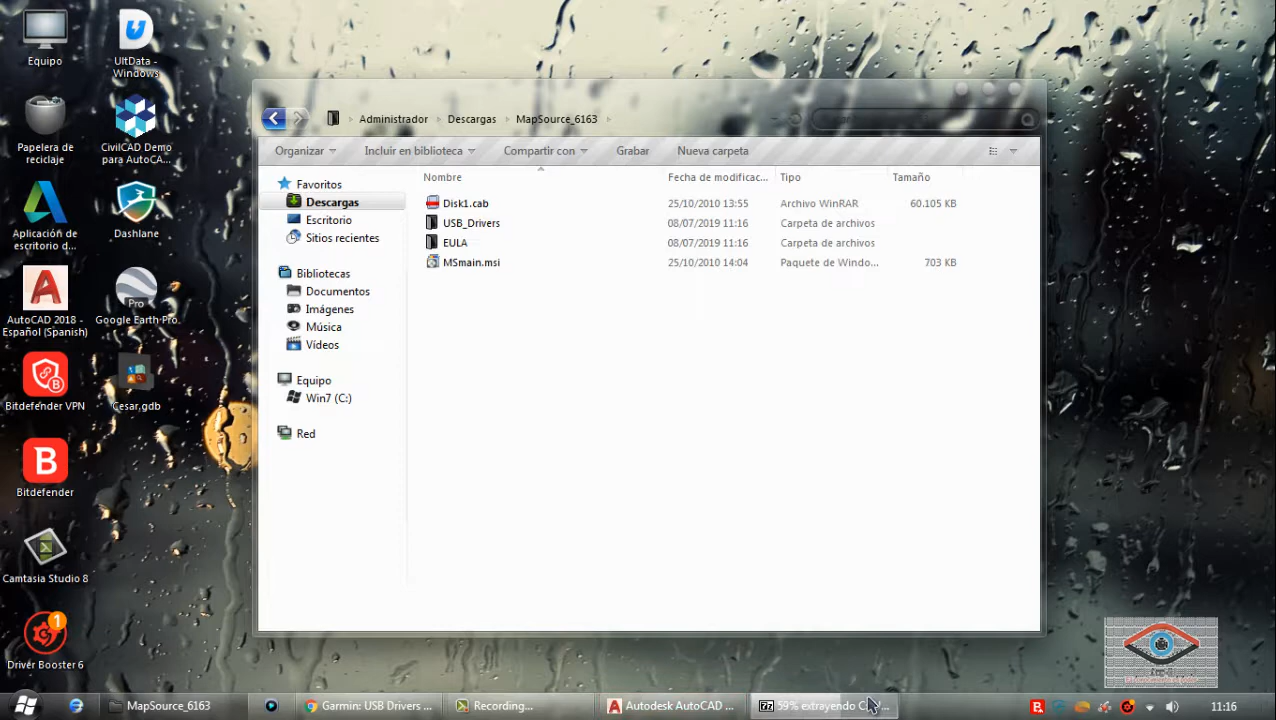 Equipo
UltData -
Windows
Papelera de
reciclaje
CivilCAD Demo
para AutoCA...
Aplicación de
escritorio d...
Dashlane
AutoCAD 2018 -
Español (Spanish)
Pro
Google Earth Pro
Bitdefender VPN
Cesar.gdb
B
Bitdefender
Camtasia Studio 8
1
Driver Booster 6
Administrador
Descargas
MapSource_6163
Organizar
Incluir en biblioteca
Compartir con
Grabar
Nueva carpeta
Favoritos
Descargas
Escritorio
Sitios recientes
Bibliotecas
Documentos
Imágenes
Música
Vídeos
Equipo
Win7 (C:)
Red
Nombre Fecha de modificac... Tipo Tamaño
Disk1.cab 25/10/2010 13:55 Archivo WinRAR 60.105 KB
USB_Drivers 08/07/2019 11:16 Carpeta de archivos
EULA 08/07/2019 11:16 Carpeta de archivos
MSmain.msi 25/10/2010 14:04 Paquete de Windo... 703 KB
MapSource_6163
Garmin: USB Drivers ...
Recording...
Autodesk AutoCAD ...
59% extrayendo
11:16